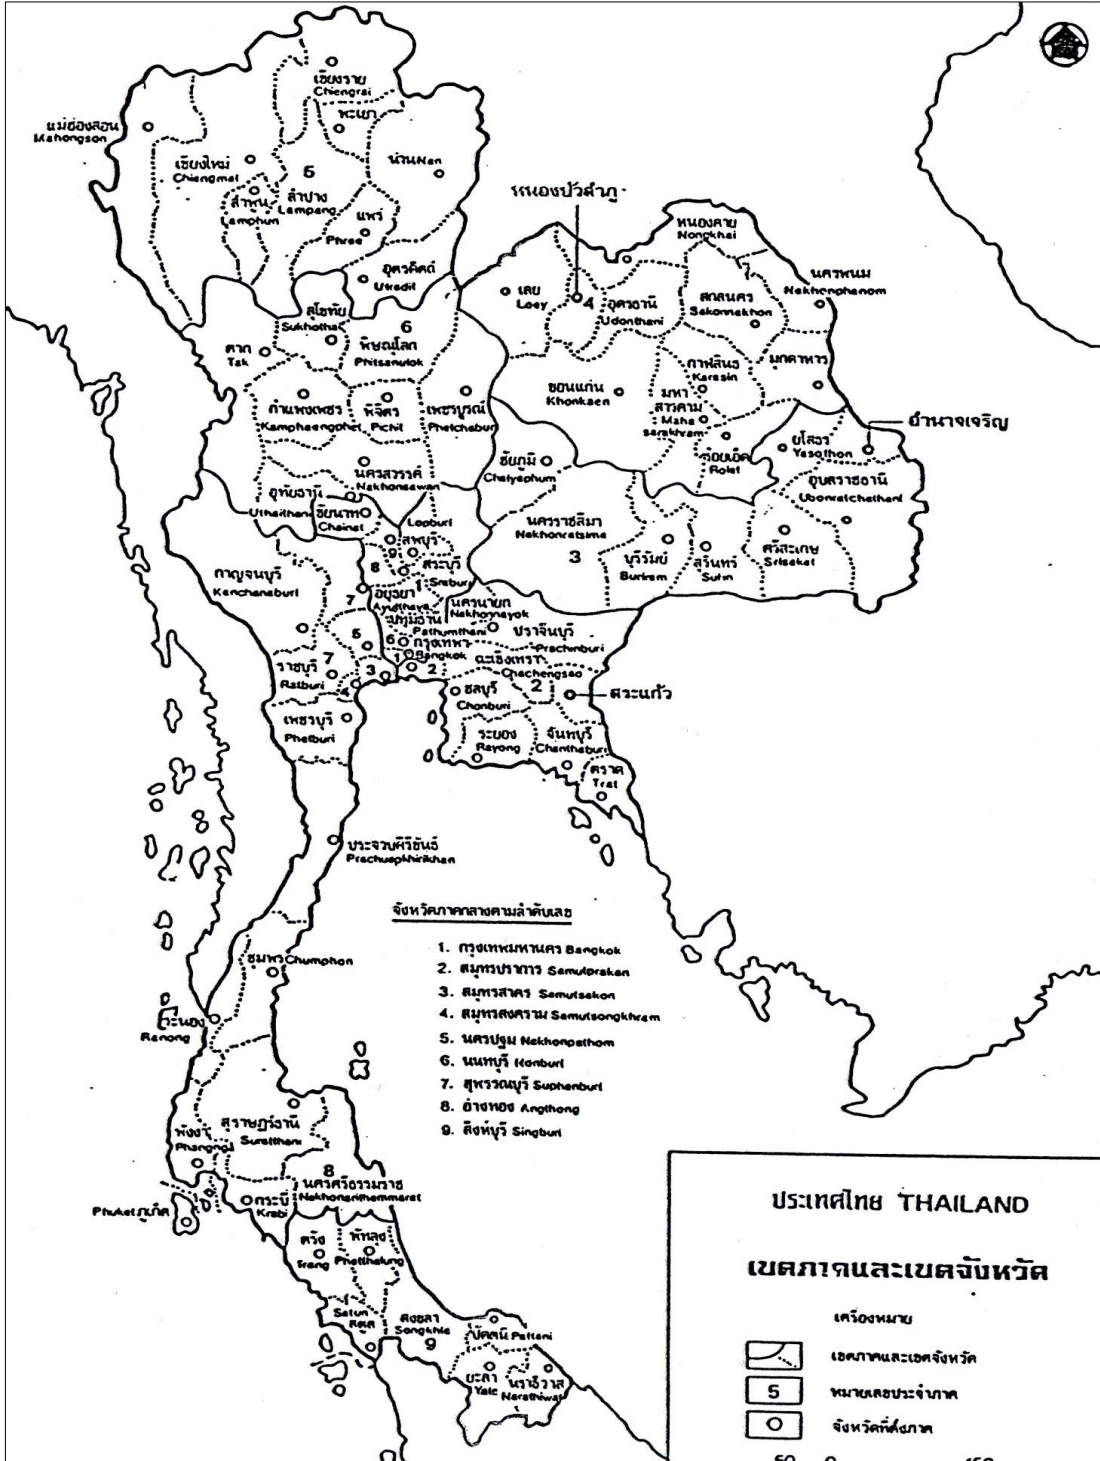 เชียงราย
Chiengrai
แม่ฮ่องสอน
Mahongson
พะเยา
เชียงใหม่
Chiengmai
5
น่าน Nan
ลำพูน
Lamphun
ลำปาง
Lampang
แพร่
Phrae
อุตรดิตถ์
Utradit
หนองบัวลำภู
หนองคาย
Nongkhai
เลย
Loey
4
อุดรธานี
Udonthani
สกลนคร
Sakonnakhon
นครพนม
Nakhonphanom
สุโขทัย
Sukhothai
6
พิษณุโลก
Phitsanulok
ตาก
Tak
กำแพงเพชร
Kamphaengphet
พิจิตร
Pichit
เพชรบูรณ์
Phetchabun
ขอนแก่น
Khonkaen
กาฬสินธุ์
Karasin
มุกดาหาร
มหา
สารคาม
Maha
sarakhram
ร้อยเอ็ด
Roiet
อำนาจเจริญ
ยโสธร
Yasothon
อุบลราชธานี
Ubonratchathani
นครสวรรค์
Nakhonsawan
อุทัยธานี
Uthaithani
ชัยนาท
Chainat
ชัยภูมิ
Chaiyaphum
นครราชสีมา
Nakhonratsima
3
บุรีรัมย์
Burirem
สุรินทร์
Surin
ศรีสะเกษ
Srisaket
Lopburi
ลพบุรี
9
8
สระบุรี
Sraburi
กาญจนบุรี
Kanchanaburi
7
อยุธยา
Ayutthaya
นครนายก
Nakhonnayok
ปทุมธานี
Pathumthani
ปราจีนบุรี
Prachinburi
5
6
กรุงเทพฯ
Bangkok
1
2
ฉะเชิงเทรา
Chachengsao
ราชบุรี
7
Ratburi
3
4
ชลบุรี
Chonburi
2
สระแก้ว
เพชรบุรี
Phetburi
ระยอง
Rayong
จันทบุรี
Chanthaburi
ตราด
Trat
ประจวบคิรีขันธ์
Prachuapkhirikhan
จังหวัดภาคกลางตามลำดับเลข
1. กรุงเทพมหานคร Bangkok
2. สมุทรปราการ Samutprakan
3. สมุทรสาคร Samutsakon
4. สมุทรสงคราม Samutsongkhram
5. นครปฐม Nakhonpathom
6. นนทบุรี Nonburi
7. สุพรรณบุรี Suphanburi
8. อ่างทอง Angthong
9. สิงห์บุรี Singburi
ชุมพร Chumphon
ระนอง
Ranong
สุราษฎร์ธานี
Suratthani
พังงา
Phangnga
8
นครศรีธรรมราช
Nakhonsrithammarat
กระบี่
Krabi
Phuket ภูเก็ต
ตรัง
Trang
พัทลุง
Phatthalung
Satun
สตูล
สงขลา
Songkhla
9
ปัตตนี Pattani
ยะลา
Yala
นราธิวาส
Narathiwat
ประเทศไทย THAILAND
เขตภาคและเขตจังหวัด
เครื่องหมาย
เขตภาคและเขตจังหวัด
5 หมายเลขประจำภาค
จังหวัดที่ตั้งภาค
50 0 150